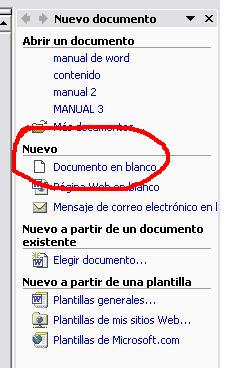 Nuevo documento
Abrir un documento
manual de word
contenido
manual 2
MANUAL 3
Más documentos...
Nuevo
Documento en blanco
Página Web en blanco
Mensaje de correo electrónico en l
Nuevo a partir de un documento
existente
Elegir documento...
Nuevo a partir de una plantilla
Plantillas generales...
Plantillas de mis sitios Web...
Plantillas de Microsoft.com